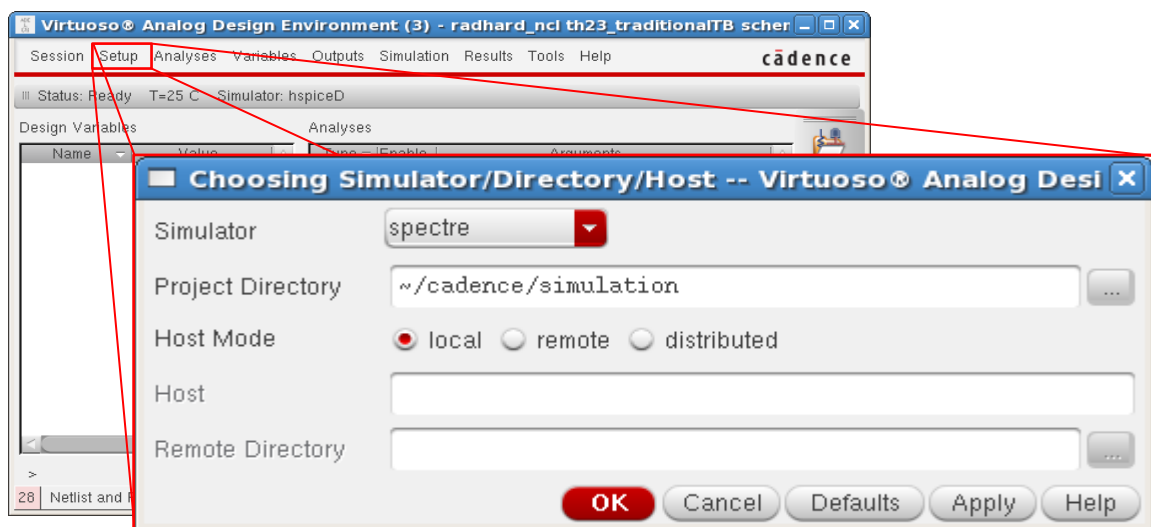 Virtuoso® Analog Design Environment (3) - radhard_ncl th23_traditionalTB scher
Session Setup Analyses Variables Outputs Simulation Results Tools Help cādence
Status: Ready T=25 C Simulator: hspiceD
Design Variables Analyses
Name Value Type Enable Arguments
Choosing Simulator/Directory/Host -- Virtuoso® Analog Desi
Simulator spectre
Project Directory ~/cadence/simulation ...
Host Mode local remote distributed
Host
Remote Directory ...
>
28 Netlist and
OK Cancel Defaults Apply Help